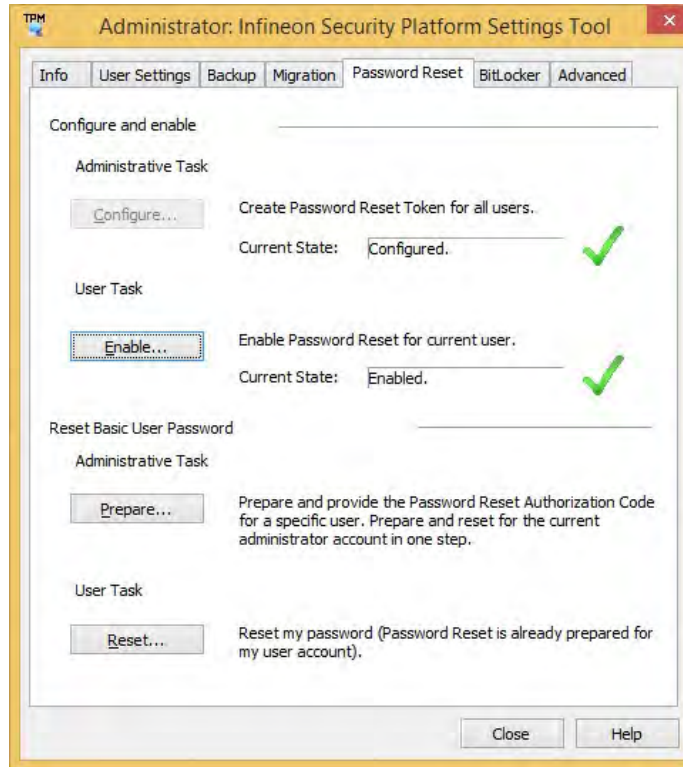 TPM
Administrator: Infineon Security Platform Settings Tool
Info User Settings Backup Migration Password Reset BitLocker Advanced
Configure and enable
Administrative Task
Configure...
Create Password Reset Token for all users.
Current State: Configured.
User Task
Enable...
Enable Password Reset for current user.
Current State: Enabled.
Reset Basic User Password
Administrative Task
Prepare...
Prepare and provide the Password Reset Authorization Code
for a specific user. Prepare and reset for the current
administrator account in one step.
User Task
Reset...
Reset my password (Password Reset is already prepared for
my user account).
Close Help